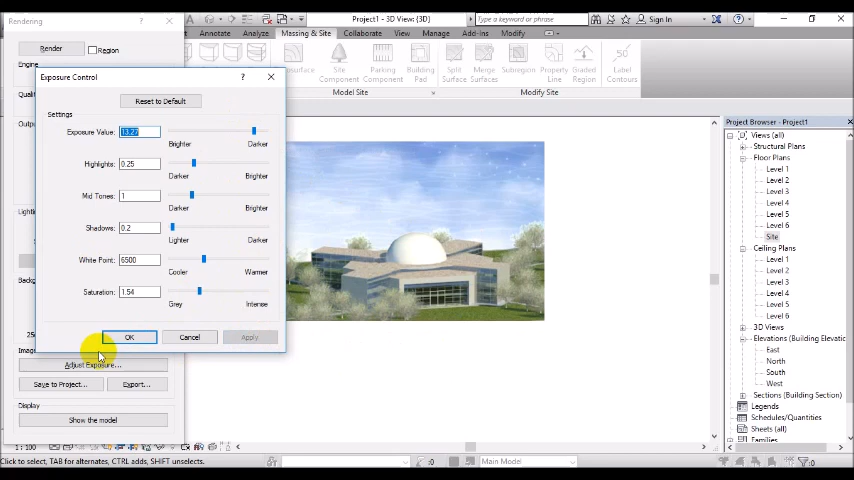 Rendering
?
Project1 - 3D View: {3D}
Type a keyword or phrase
Sign In
Render
Region
Annotate
Analyze
Massing & Site
Collaborate
View
Manage
Add-Ins
Modify
Engine
Site
Component
Parking
Component
Building
Pad
Split
Surface
Merge
Surfaces
Subregion
Property
Line
Graded
Region
Label
Contours
Model Site
Modify Site
Exposure Control
?
Reset to Default
Settings
Exposure Value:
13.27
Brighter
Darker
Highlights:
0.25
Darker
Brighter
Mid Tones:
1
Darker
Brighter
Shadows:
0.2
Lighter
Darker
White Point:
6500
Cooler
Warmer
Saturation:
1.54
Grey
Intense
OK
Cancel
Apply
Adjust Exposure...
Save to Project...
Export...
Display
Show the model
1 : 100
Project Browser - Project1
Views (all)
Structural Plans
Floor Plans
Level 1
Level 2
Level 3
Level 4
Level 5
Level 6
Site
Ceiling Plans
Level 1
Level 2
Level 3
Level 4
Level 5
Level 6
3D Views
Elevations (Building Elevation
East
North
South
West
Sections (Building Section)
Legends
Schedules/Quantities
Sheets (all)
Families
Click to select, TAB for alternates, CTRL adds, SHIFT unselects.
:0
Main Model
:0